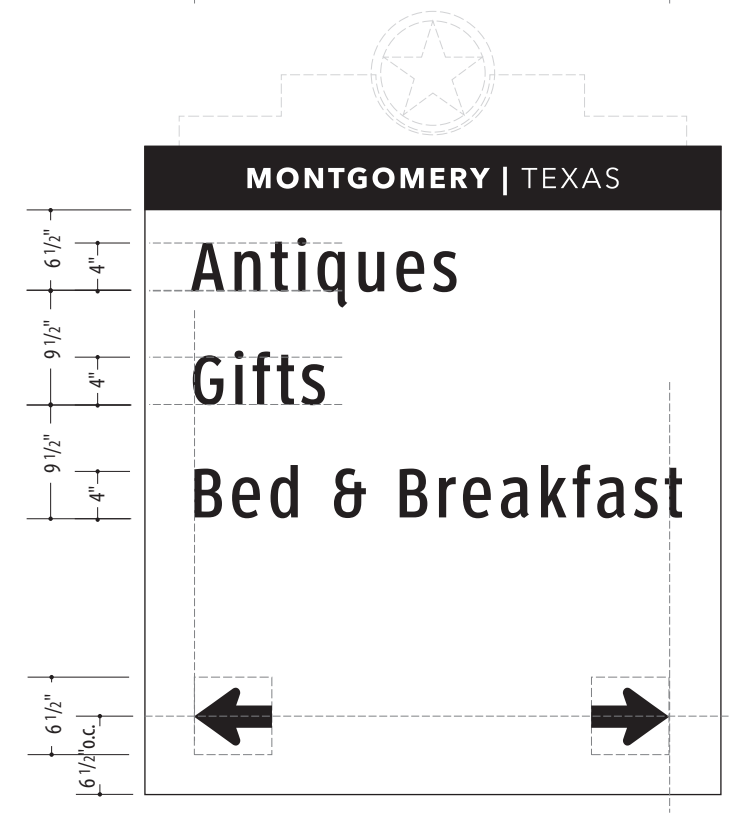 MONTGOMERY | TEXAS
6 1/2"
4"
Antiques
9 1/2"
4"
Gifts
9 1/2"
4"
Bed & Breakfast
6 1/2"
6 1/2"o.c.